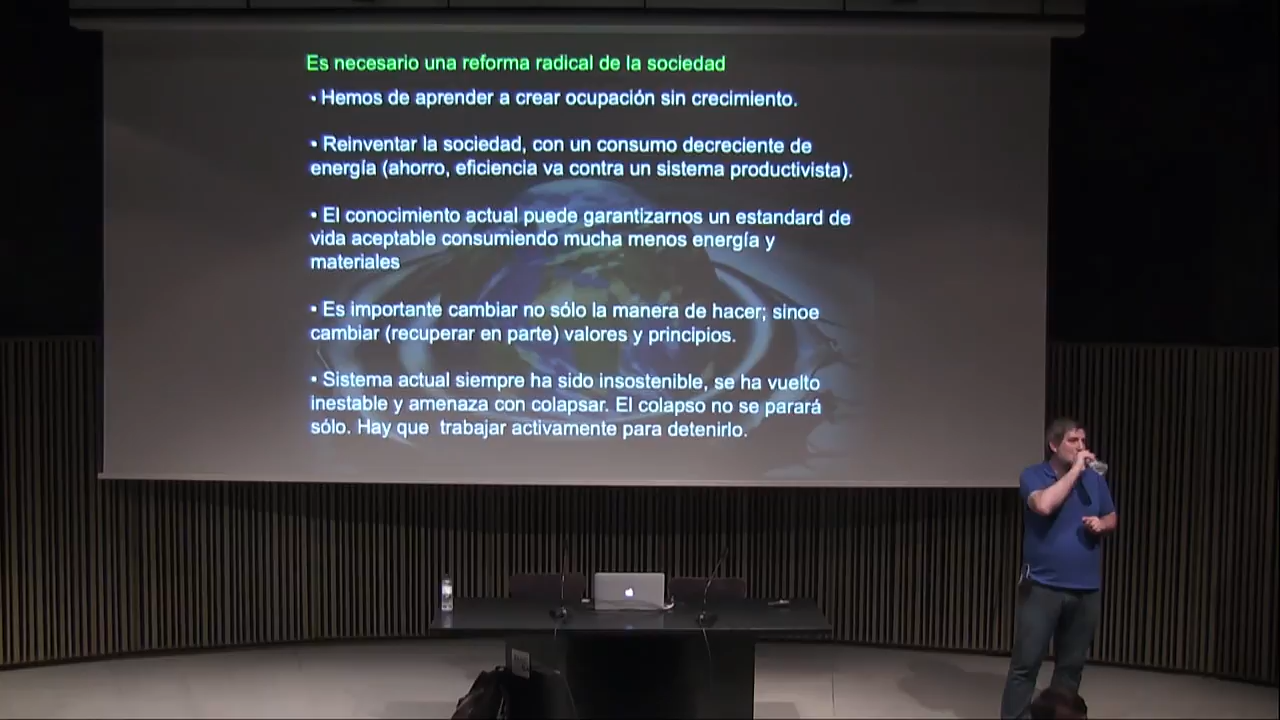 Es necesario una reforma radical de la sociedad
• Hemos de aprender a crear ocupación sin crecimiento.
• Reinventar la sociedad, con un consumo decreciente de
energía (ahorro, eficiencia va contra un sistema productivista).
• El conocimiento actual puede garantizarnos un estandard de
vida aceptable consumiendo mucha menos energía y
materiales
• Es importante cambiar no sólo la manera de hacer; sinoe
cambiar (recuperar en parte) valores y principios.
• Sistema actual siempre ha sido insostenible, se ha vuelto
inestable y amenaza con colapsar. El colapso no se parará
sólo. Hay que trabajar activamente para detenirlo.